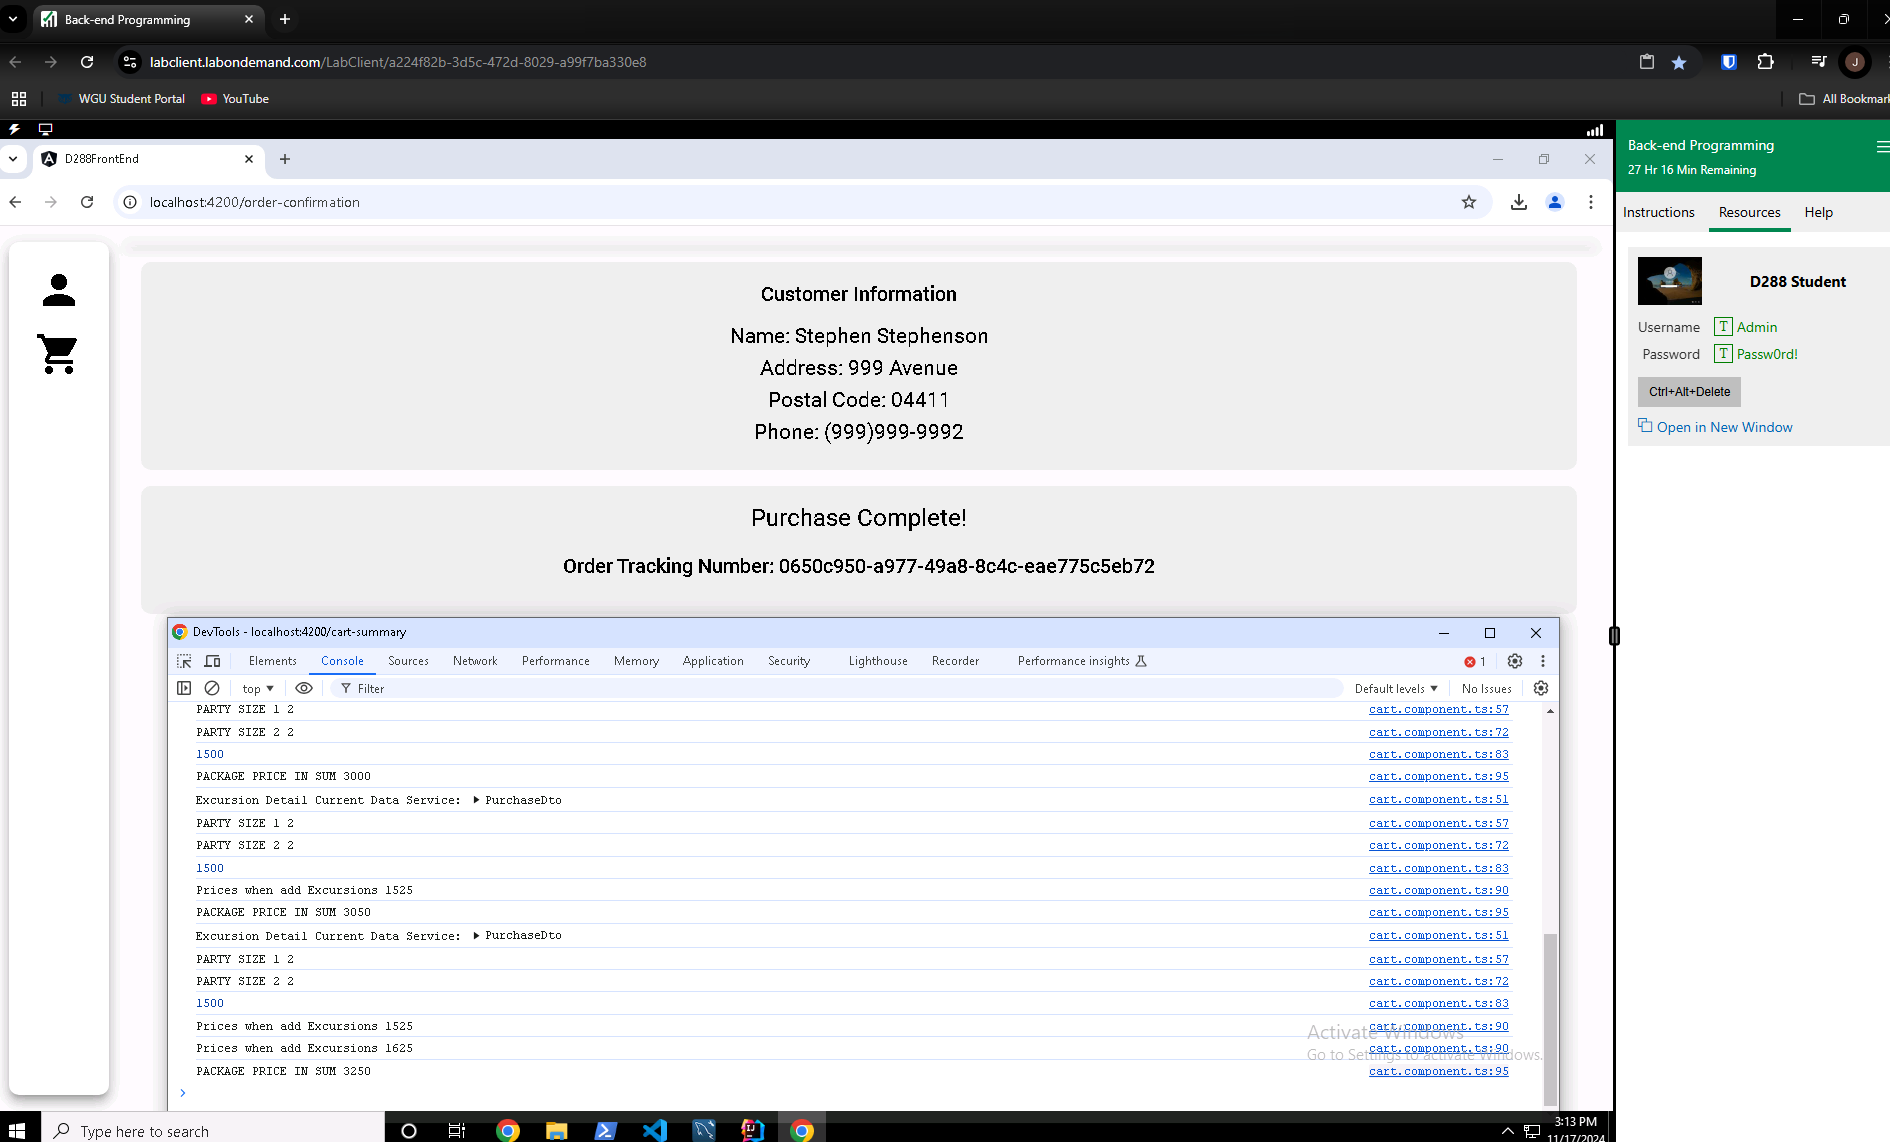 Back-end Programming
labclient.labondemand.com/LabClient/a224f82b-3d5c-472d-8029-a99f7ba330e8
J
WGU Student Portal
YouTube
All Bookmar
D288FrontEnd
localhost:4200/order-confirmation
Customer Information
Name: Stephen Stephenson
Address: 999 Avenue
Postal Code: 04411
Phone: (999)999-9992
Purchase Complete!
Order Tracking Number: 0650c950-a977-49a8-8c4c-eae775c5eb72
DevTools - localhost:4200/cart-summary
Elements Console Sources Network Performance Memory Application Security Lighthouse Recorder Performance insights 1
top Filter Default levels No Issues
PARTY SIZE 1 2 cart.component.ts:57
PARTY SIZE 2 2 cart.component.ts:72
1500 cart.component.ts:83
PACKAGE PRICE IN SUM 3000 cart.component.ts:95
Excursion Detail Current Data Service: PurchaseDto cart.component.ts:51
PARTY SIZE 1 2 cart.component.ts:57
PARTY SIZE 2 2 cart.component.ts:72
1500 cart.component.ts:83
Prices when add Excursions 1525 cart.component.ts:90
PACKAGE PRICE IN SUM 3050 cart.component.ts:95
Excursion Detail Current Data Service: PurchaseDto cart.component.ts:51
PARTY SIZE 1 2 cart.component.ts:57
PARTY SIZE 2 2 cart.component.ts:72
1500 cart.component.ts:83
Prices when add Excursions 1525 cart.component.ts:90
Prices when add Excursions 1625 cart.component.ts:90
PACKAGE PRICE IN SUM 3250 cart.component.ts:95
Activate Windows
Go to Settings to activate Windows.
Type here to search
3:13 PM
11/17/2024
Back-end Programming
27 Hr 16 Min Remaining
Instructions Resources Help
D288 Student
Username T Admin
Password T Passw0rd!
Ctrl+Alt+Delete
Open in New Window